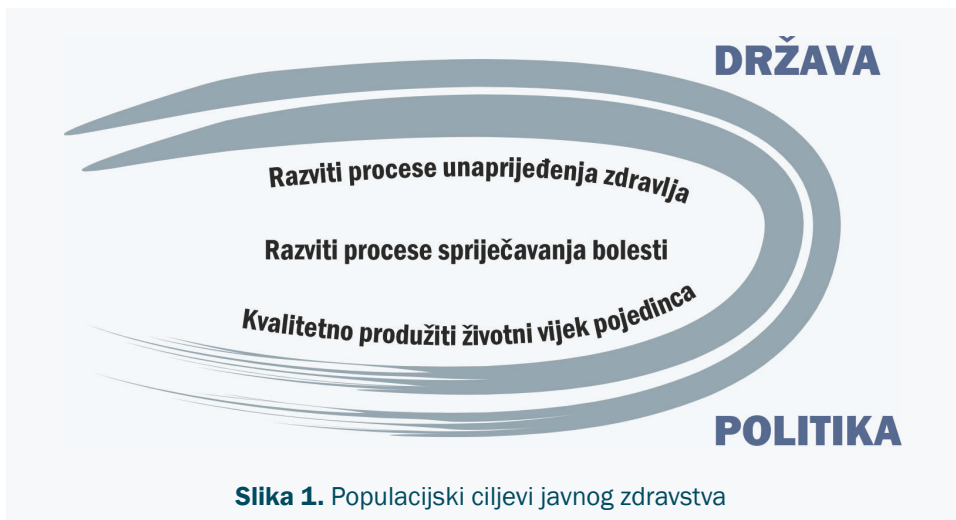 DRŽAVA
Razviti procese unaprijeđenja zdravlja
Razviti procese spriječavanja bolesti
Kvalitetno produžiti životni vijek pojedinca
POLITIKA
Slika 1. Populacijski ciljevi javnog zdravstva